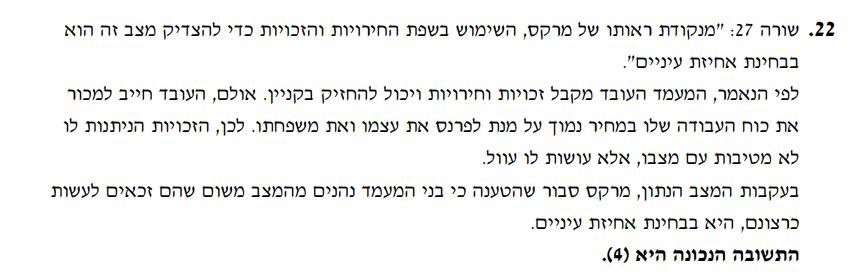 22. שורה 27: "מנקודת ראותו של מרקס, השימוש בשפת החירויות והזכויות כדי להצדיק מצב זה הוא
בבחינת אחיזת עיניים".
לפי הנאמר, המעמד העובד מקבל זכויות וחירויות ויכול להחזיק בקניין. אולם, העובד חייב למכור
את כוח העבודה שלו במחיר נמוך על מנת לפרנס את עצמו ואת משפחתו. לכן, הזכויות הניתנות לו
לא מטיבות עם מצבו, אלא עושות לו עוול.
בעקבות המצב הנתון, מרקס סבור שהטענה כי בני המעמד נהנים מהמצב משום שהם זכאים לעשות
כרצונם, היא בבחינת אחיזת עיניים.
התשובה הנכונה היא (4).